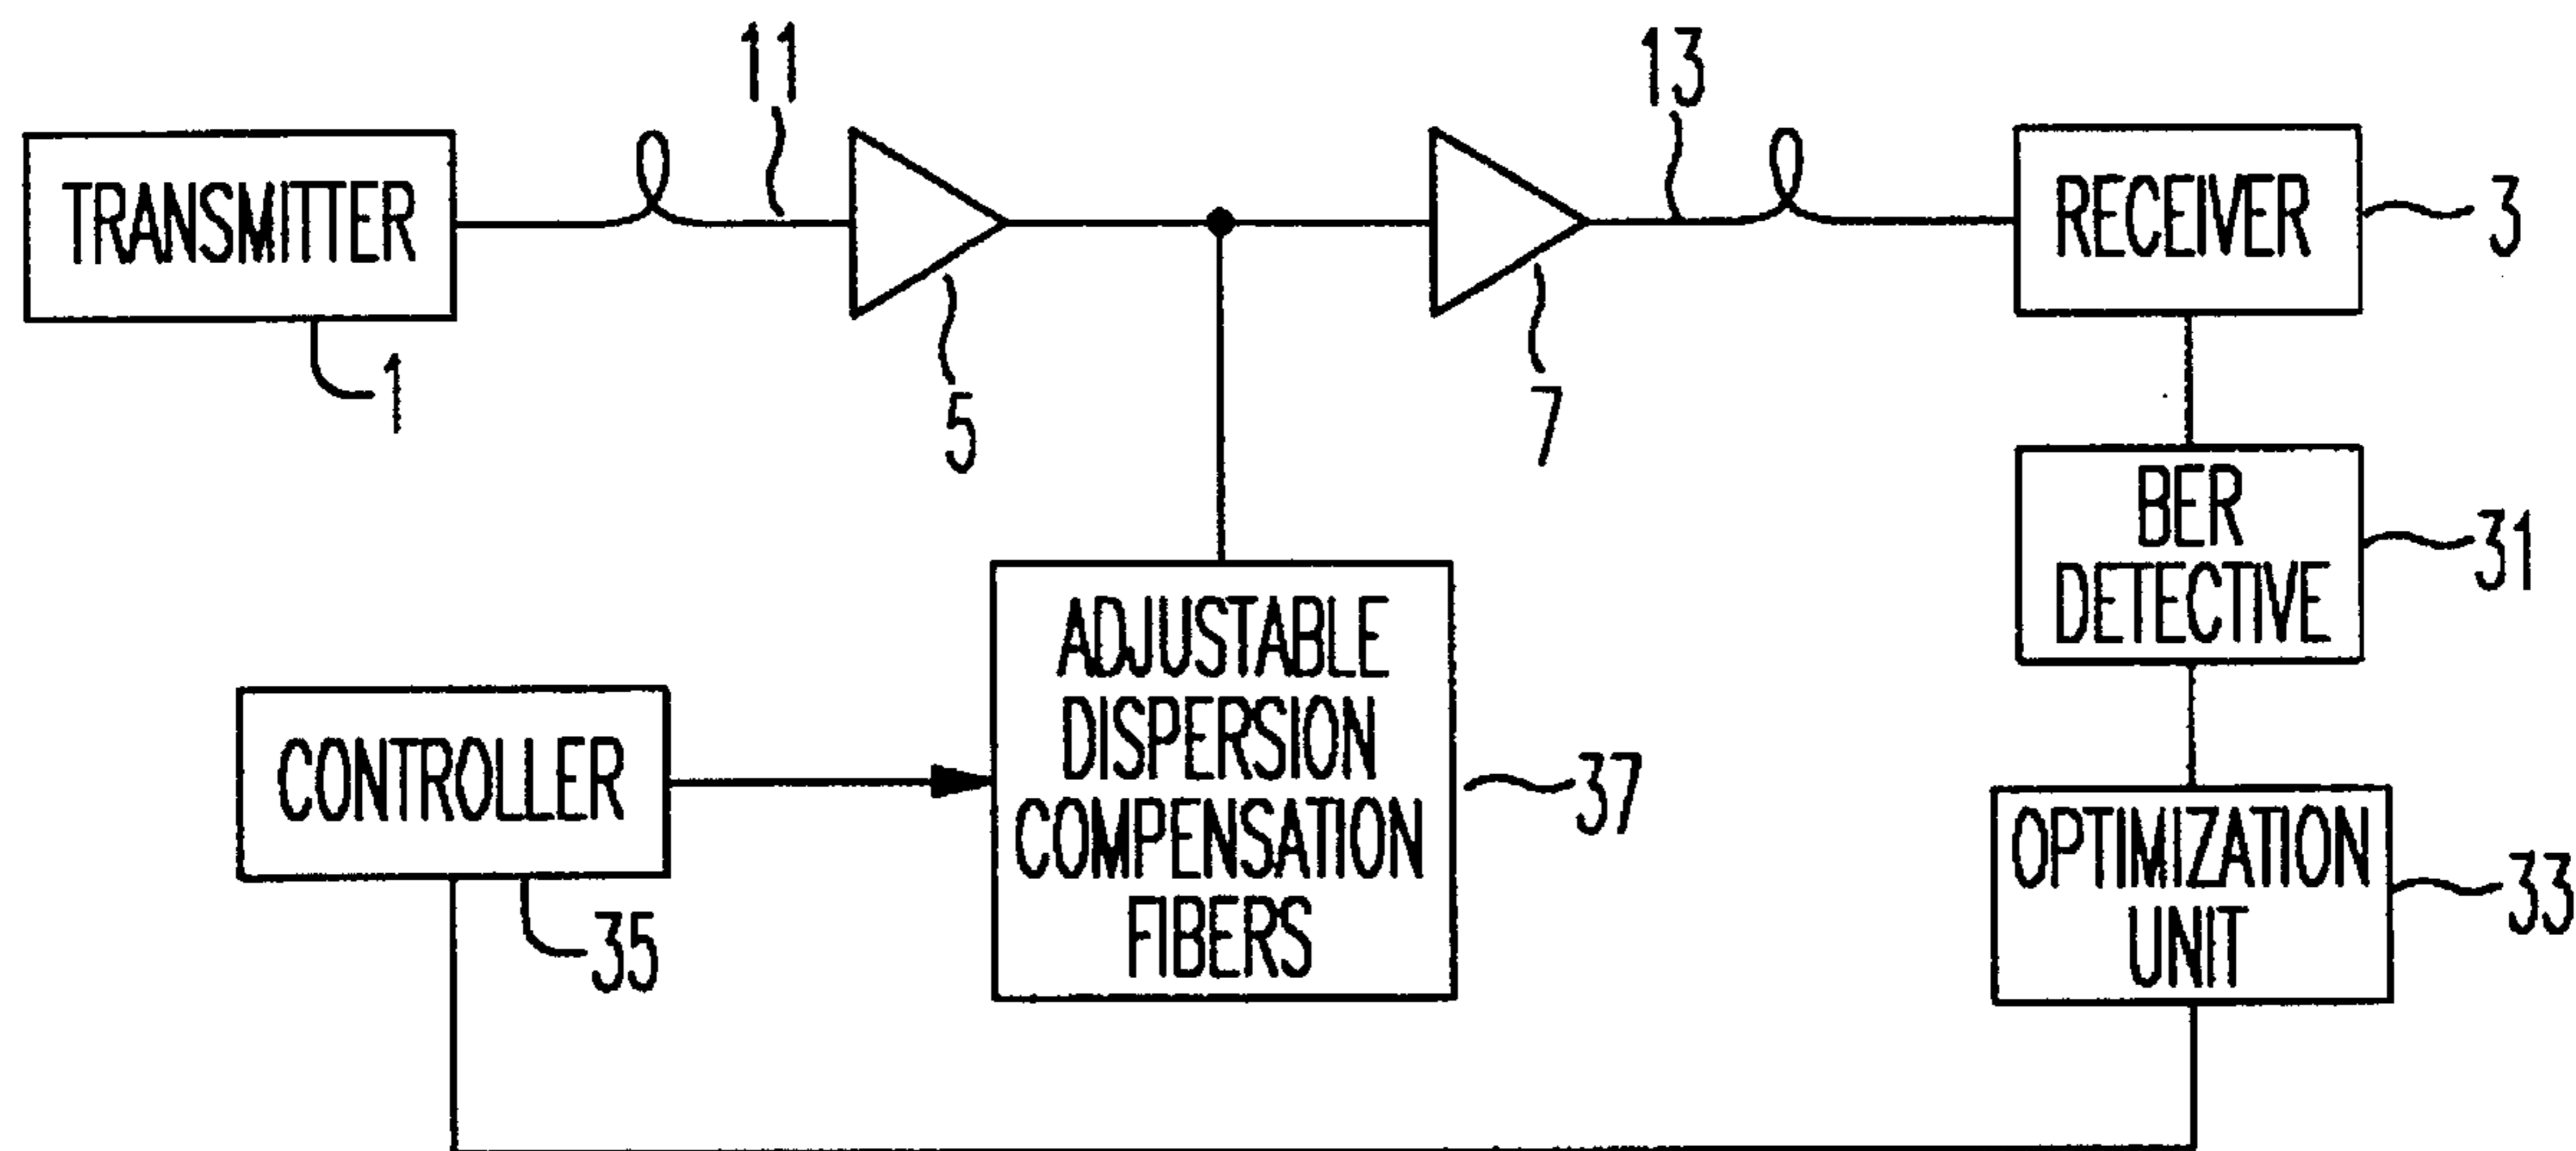 11
13
TRANSMITTER
1
5
7
RECEIVER
3
BER
DETECTIVE
31
ADJUSTABLE
DISPERSION
COMPENSATION
FIBERS
37
CONTROLLER
35
OPTIMIZATION
UNIT
33